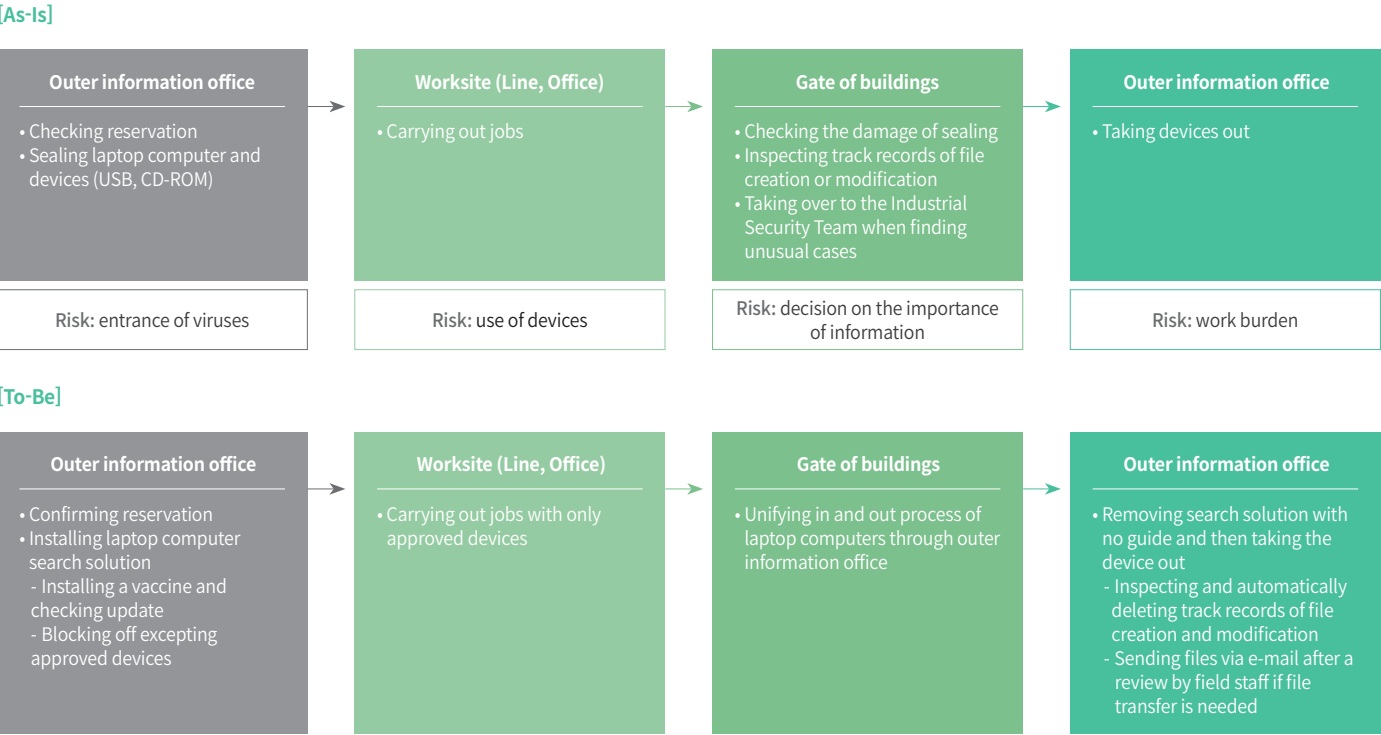 [As-Is]
Outer information office
• Checking reservation
• Sealing laptop computer and
devices (USB, CD-ROM)
Risk: entrance of viruses
Worksite (Line, Office)
• Carrying out jobs
Risk: use of devices
Gate of buildings
• Checking the damage of sealing
• Inspecting track records of file
creation or modification
• Taking over to the Industrial
Security Team when finding
unusual cases
Risk: decision on the importance
of information
Outer information office
• Taking devices out
Risk: work burden
[To-Be]
Outer information office
• Confirming reservation
• Installing laptop computer
search solution
- Installing a vaccine and
checking update
- Blocking off excepting
approved devices
Worksite (Line, Office)
• Carrying out jobs with only
approved devices
Gate of buildings
• Unifying in and out process of
laptop computers through outer
information office
Outer information office
• Removing search solution with
no guide and then taking the
device out
- Inspecting and automatically
deleting track records of file
creation and modification
- Sending files via e-mail after a
review by field staff if file
transfer is needed